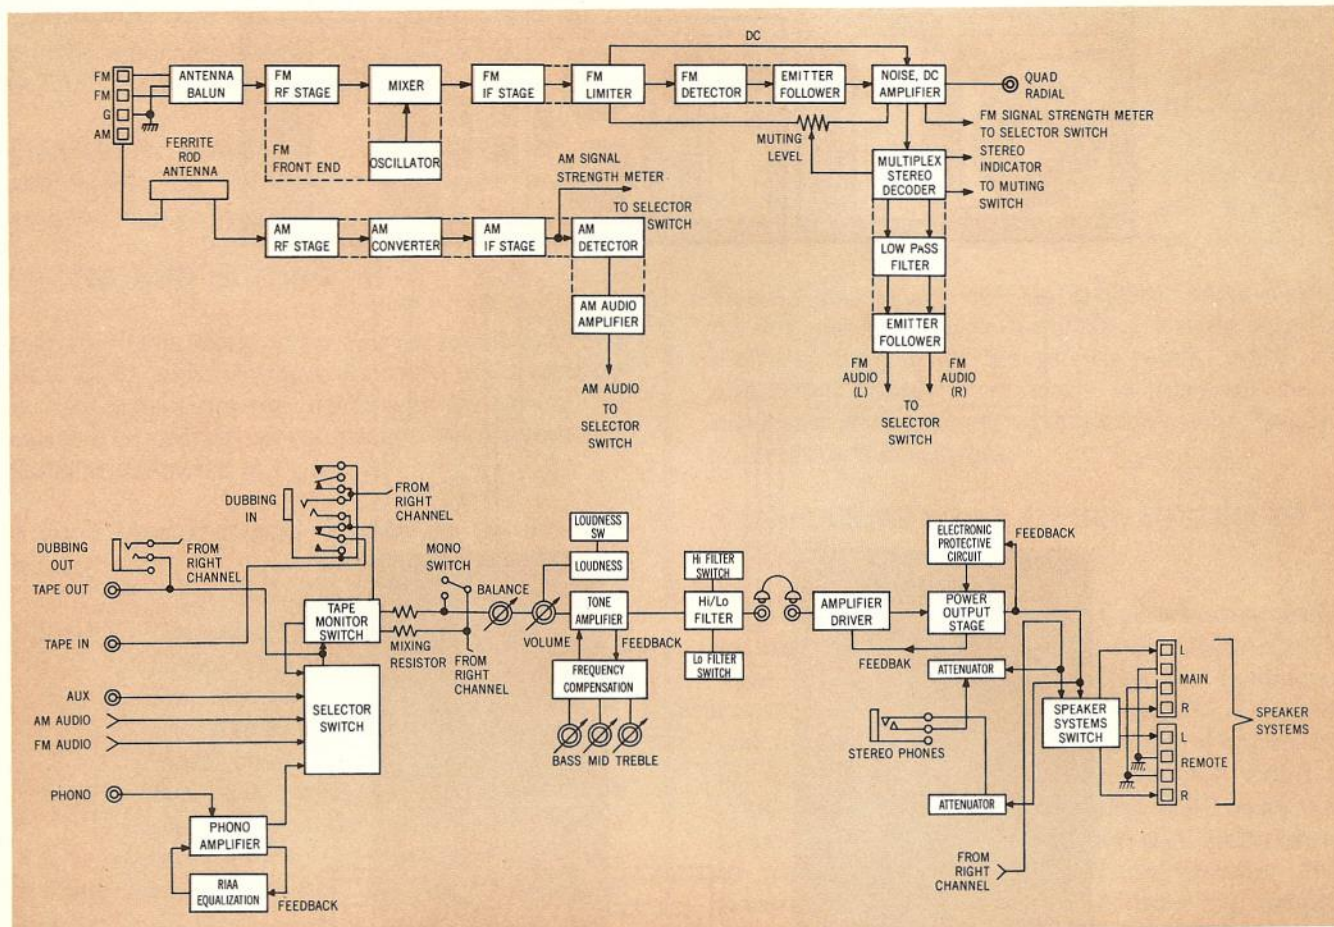 DC
FM
FM
G
AM
ANTENNA
BALUN
FM
RF STAGE
MIXER
FM
IF STAGE
FM
LIMITER
FM
DETECTOR
EMITTER
FOLLOWER
NOISE, DC
AMPLIFIER
QUAD
RADIAL
FERRITE
ROD
ANTENNA
FM
FRONT END
OSCILLATOR
MUTING
LEVEL
FM SIGNAL STRENGTH METER
TO SELECTOR SWITCH
STEREO
INDICATOR
MULTIPLEX
STEREO
DECODER
TO MUTING
SWITCH
AM SIGNAL
STRENGTH METER
TO SELECTOR
SWITCH
AM
RF STAGE
AM
CONVERTER
AM
IF STAGE
AM
DETECTOR
LOW PASS
FILTER
AM AUDIO
AMPLIFIER
EMITTER
FOLLOWER
FM
AUDIO
(L)
FM
AUDIO
(R)
AM AUDIO
TO
SELECTOR
SWITCH
TO
SELECTOR
SWITCH
DUBBING
IN
FROM
RIGHT
CHANNEL
DUBBING
OUT
FROM
RIGHT
CHANNEL
TAPE OUT
MONO
SWITCH
BALANCE
LOUDNESS
SW
LOUDNESS
TAPE
MONITOR
SWITCH
TAPE IN
MIXING
RESISTOR
FROM
RIGHT
CHANNEL
VOLUME
TONE
AMPLIFIER
FEEDBACK
FREQUENCY
COMPENSATION
BASS MID TREBLE
Hi FILTER
SWITCH
Hi/Lo
FILTER
Lo FILTER
SWITCH
AMPLIFIER
DRIVER
ELECTRONIC
PROTECTIVE
CIRCUIT
FEEDBACK
POWER
OUTPUT
STAGE
FEEDBAK
ATTENUATOR
STEREO PHONES
ATTENUATOR
SPEAKER
SYSTEMS
SWITCH
L
MAIN
R
L
REMOTE
R
SPEAKER
SYSTEMS
FROM
RIGHT
CHANNEL
AUX
AM AUDIO
FM AUDIO
SELECTOR
SWITCH
PHONO
PHONO
AMPLIFIER
RIAA
EQUALIZATION
FEEDBACK